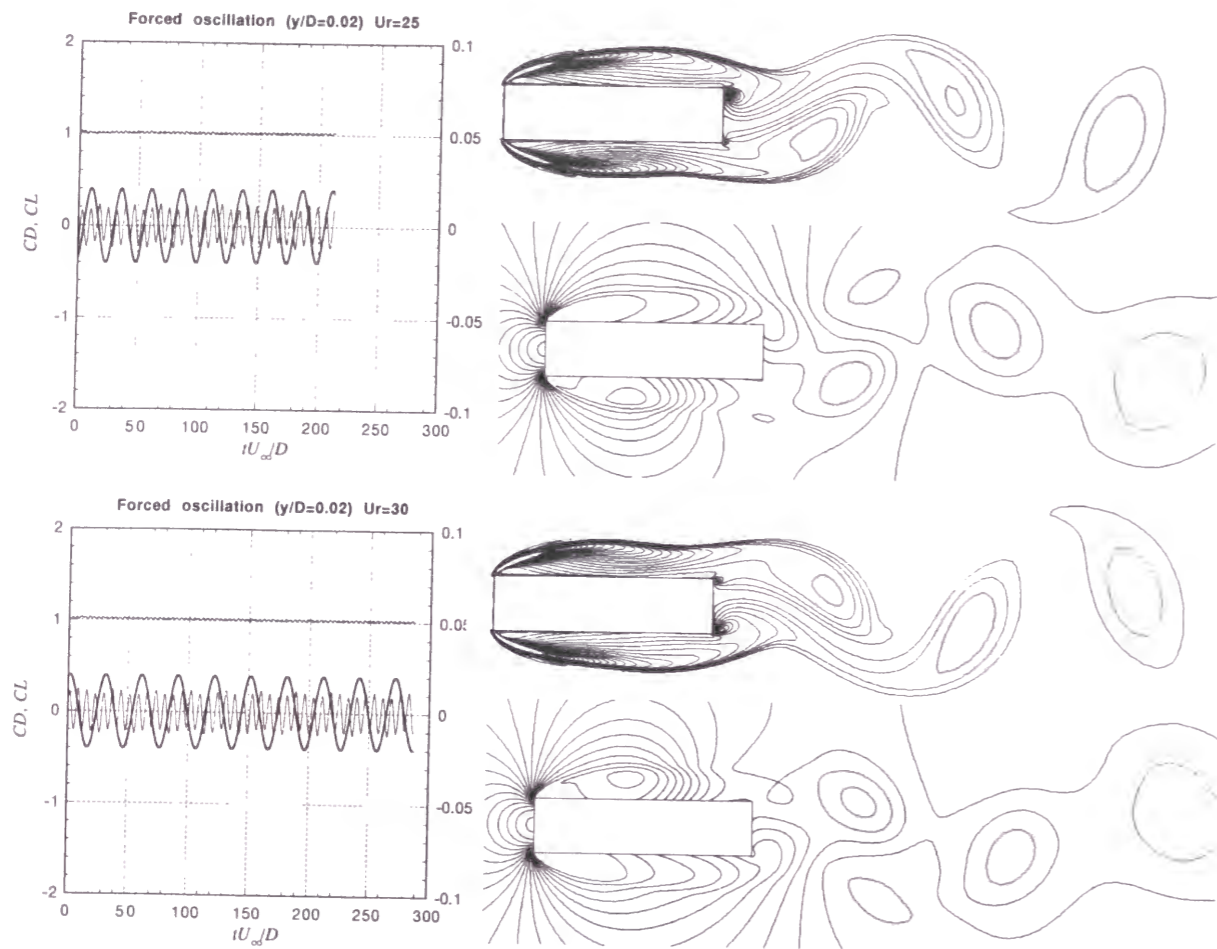 Forced oscillation (y/D=0.02) Ur=25
2
1
0
-1
-2
0.1
0.05
0
-0.05
-0.1
CD, CL
0 50 100 150 200 250 300
tU∞/D
Forced oscillation (y/D=0.02) Ur=30
2
1
0
-1
-2
0.1
0.05
0
-0.05
-0.1
CD, CL
0 50 100 150 200 250 300
tU∞/D